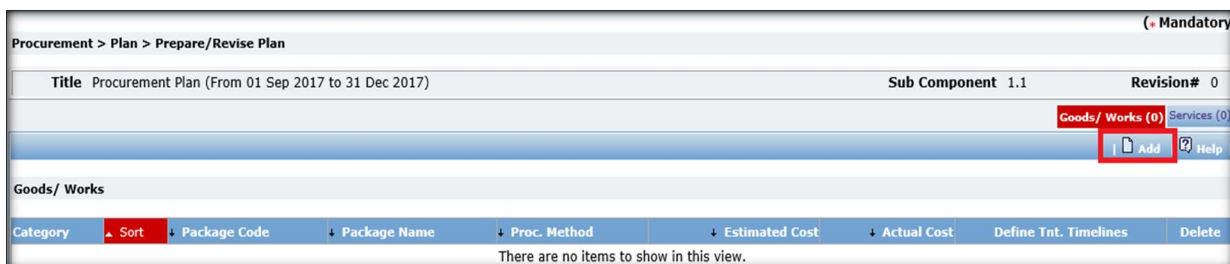 (* Mandatory
Procurement > Plan > Prepare/Revise Plan
Title Procurement Plan (From 01 Sep 2017 to 31 Dec 2017) Sub Component 1.1 Revision# 0
Goods/ Works (0) Services (0)
| Add Help
Goods/ Works
Category Sort Package Code Package Name Proc. Method Estimated Cost Actual Cost Define Tnt. Timelines Delete
There are no items to show in this view.